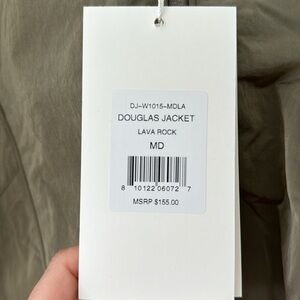 DJ-W1015-MDLA
DOUGLAS JACKET
LAVA ROCK
MD
8 10122 06072 7
MSRP $155.00